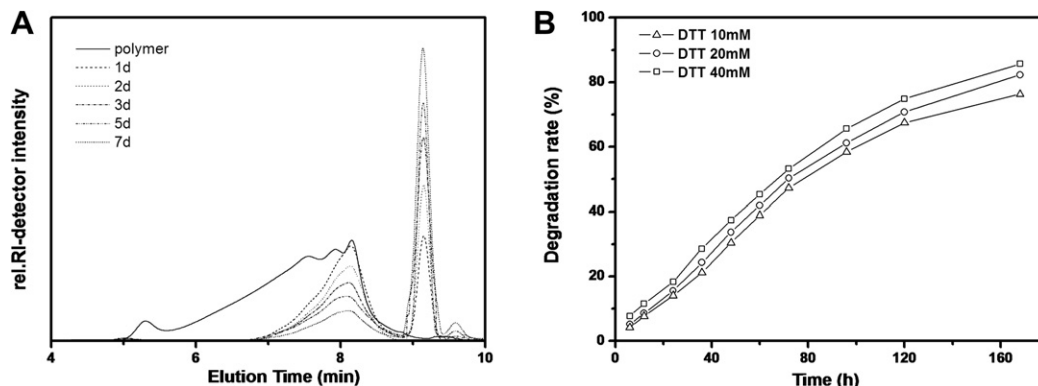 A
polymer
1d
2d
3d
5d
7d
rel.RI-detector intensity
4 6 8 10
Elution Time (min)
B
DTT 10mM
DTT 20mM
DTT 40mM
Degradation rate (%)
100
80
60
40
20
0
0 40 80 120 160
Time (h)